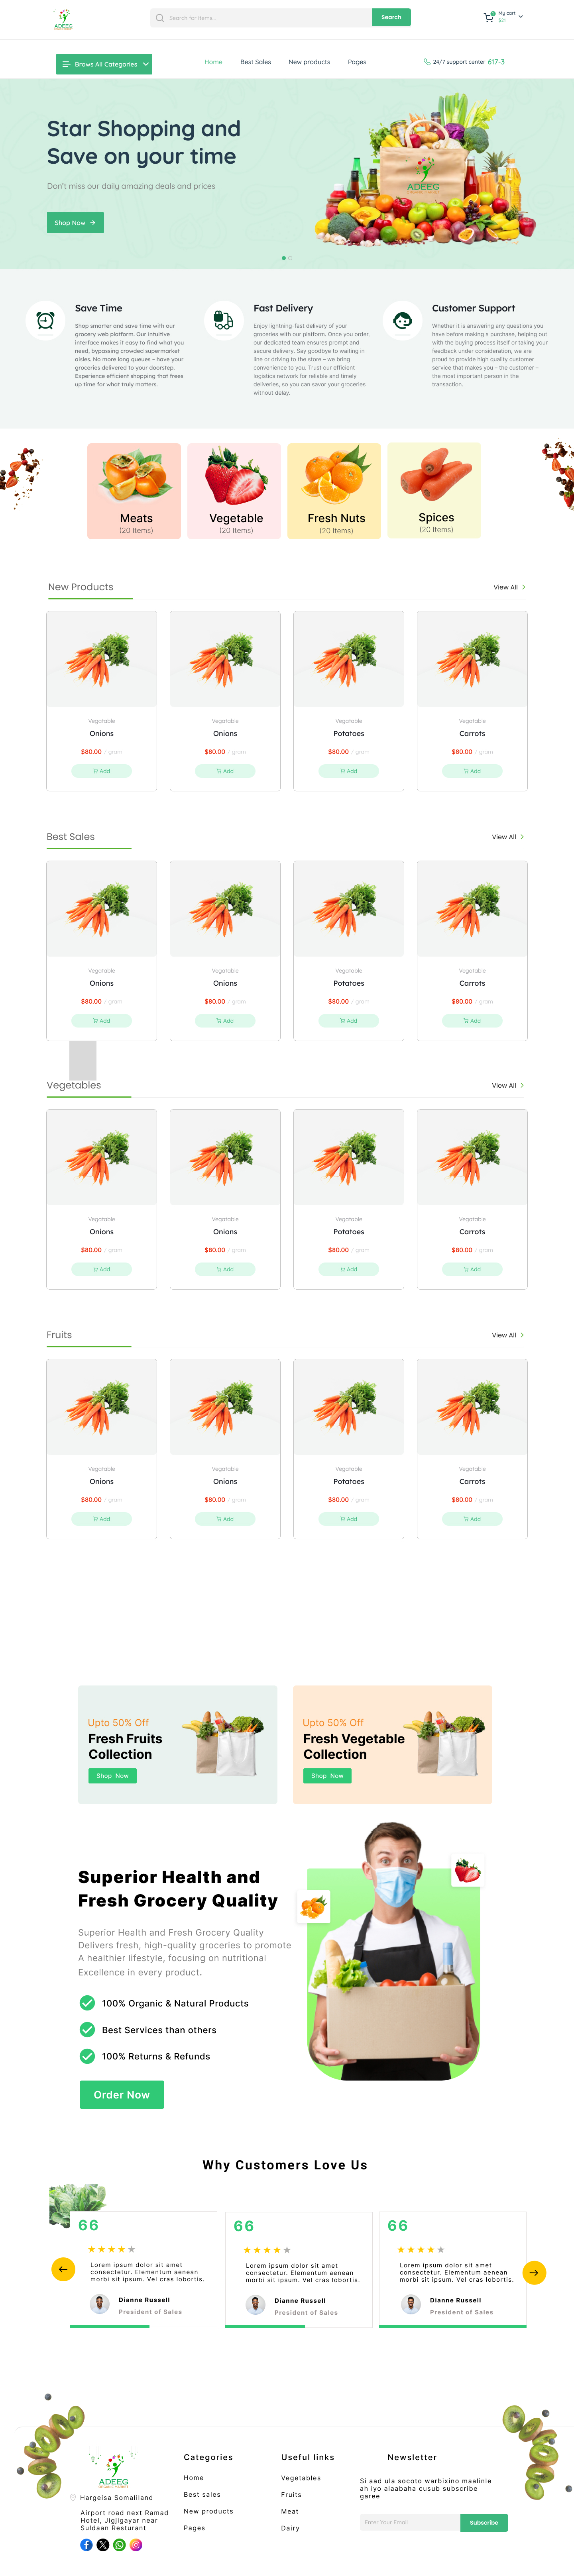 ADEEG
Search for items...
Search
My cart
$21
Brows All Categories
Home
Best Sales
New products
Pages
24/7 support center 617-3
Star Shopping and
Save on your time
Don't miss our daily amazing deals and prices
Shop Now
ADEEG
Save Time
Shop smarter and save time with our
grocery web platform. Our intuitive
interface makes it easy to find what you
need, bypassing crowded supermarket
aisles. No more long queues - have your
groceries delivered to your doorstep.
Experience efficient shopping that frees
up time for what truly matters.
Fast Delivery
Enjoy lightning-fast delivery of your
groceries with our platform. Once you order,
our dedicated team ensures prompt and
secure delivery. Say goodbye to waiting in
line or driving to the store - we bring
convenience to you. Trust our efficient
logistics network for reliable and timely
deliveries, so you can savor your groceries
without delay.
Customer Support
Whether it is answering any questions you
have before making a purchase, helping out
with the buying process itself or taking your
feedback under consideration, we are
proud to provide high quality customer
service that makes you - the customer -
the most important person in the
transaction.
Meats
(20 Items)
Vegetable
(20 Items)
Fresh Nuts
(20 Items)
Spices
(20 Items)
New Products
View All
Vegetable
Onions
$80.00 / gram
Add
Vegetable
Onions
$80.00 / gram
Add
Vegetable
Potatoes
$80.00 / gram
Add
Vegetable
Carrots
$80.00 / gram
Add
Best Sales
View All
Vegetable
Onions
$80.00 / gram
Add
Vegetable
Onions
$80.00 / gram
Add
Vegetable
Potatoes
$80.00 / gram
Add
Vegetable
Carrots
$80.00 / gram
Add
Vegetables
View All
Vegetable
Onions
$80.00 / gram
Add
Vegetable
Onions
$80.00 / gram
Add
Vegetable
Potatoes
$80.00 / gram
Add
Vegetable
Carrots
$80.00 / gram
Add
Fruits
View All
Vegetable
Onions
$80.00 / gram
Add
Vegetable
Onions
$80.00 / gram
Add
Vegetable
Potatoes
$80.00 / gram
Add
Vegetable
Carrots
$80.00 / gram
Add
Upto 50% Off
Fresh Fruits
Collection
Shop Now
Upto 50% Off
Fresh Vegetable
Collection
Shop Now
Superior Health and
Fresh Grocery Quality
Superior Health and Fresh Grocery Quality
Delivers fresh, high-quality groceries to promote
A healthier lifestyle, focusing on nutritional
Excellence in every product.
100% Organic & Natural Products
Best Services than others
100% Returns & Refunds
Order Now
Why Customers Love Us
66
Lorem ipsum dolor sit amet
consectetur. Elementum aenean
morbi sit ipsum. Vel cras lobortis.
Dianne Russell
President of Sales
66
Lorem ipsum dolor sit amet
consectetur. Elementum aenean
morbi sit ipsum. Vel cras lobortis.
Dianne Russell
President of Sales
66
Lorem ipsum dolor sit amet
consectetur. Elementum aenean
morbi sit ipsum. Vel cras lobortis.
Dianne Russell
President of Sales
ADEEG
Hargeisa Somaliland
Airport road next Ramad
Hotel, Jigjigayar near
Suldaan Resturant
Categories
Home
Best sales
New products
Pages
Useful links
Vegetables
Fruits
Meat
Dairy
Newsletter
Si aad ula socoto warbixino maalinle
ah iyo alaabaha cusub subscribe
garee
Enter Your Email
Subscribe